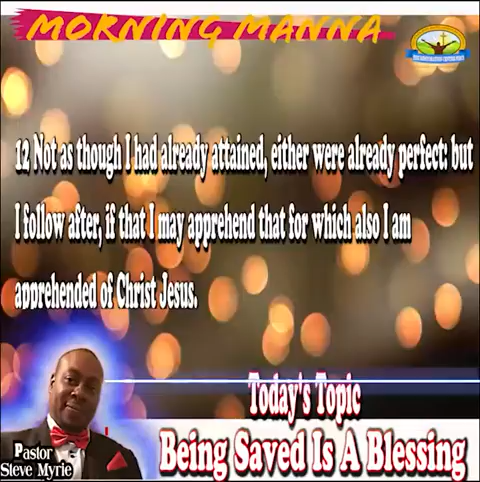 MORNING MANNA
12 Not as though I had already attained, either were already perfect: but
I follow after, if that I may apprehend that for which also I am
apprehended of Christ Jesus.
Today's Topic
Being Saved Is A Blessing
Pastor
Steve Myrie